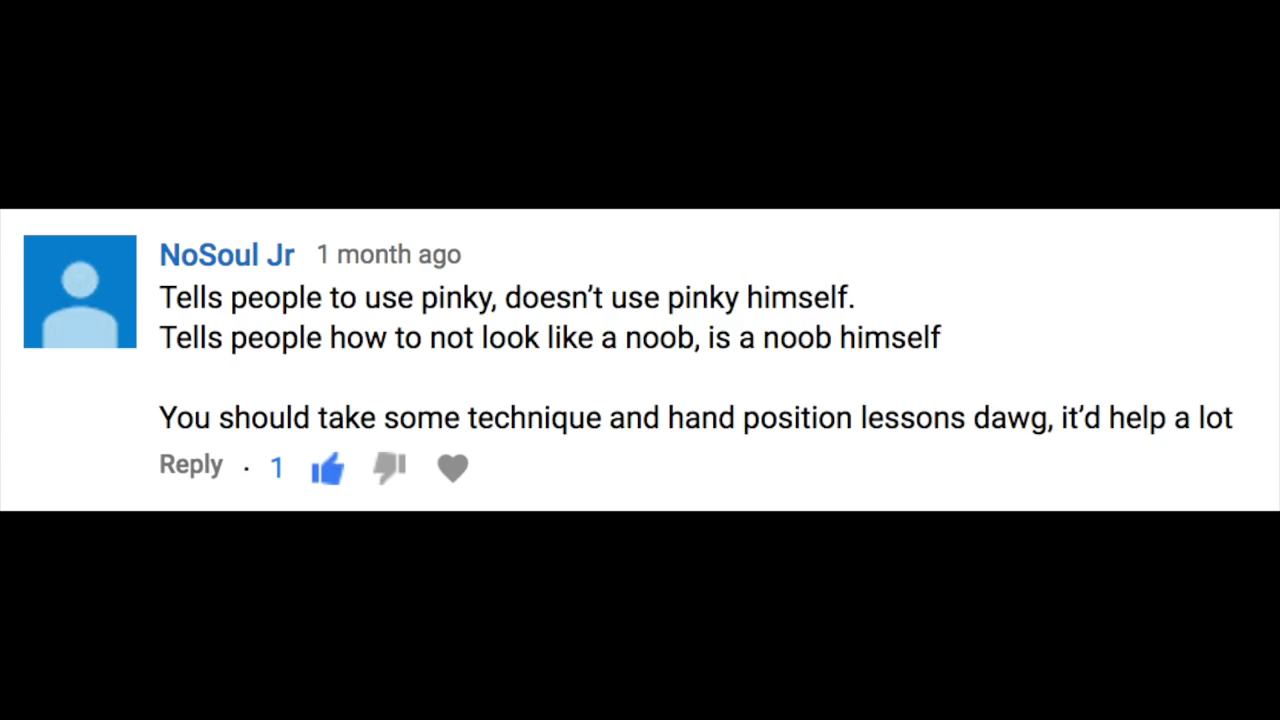 NoSoul Jr 1 month ago
Tells people to use pinky, doesn't use pinky himself.
Tells people how to not look like a noob, is a noob himself
You should take some technique and hand position lessons dawg, it'd help a lot
Reply · 1